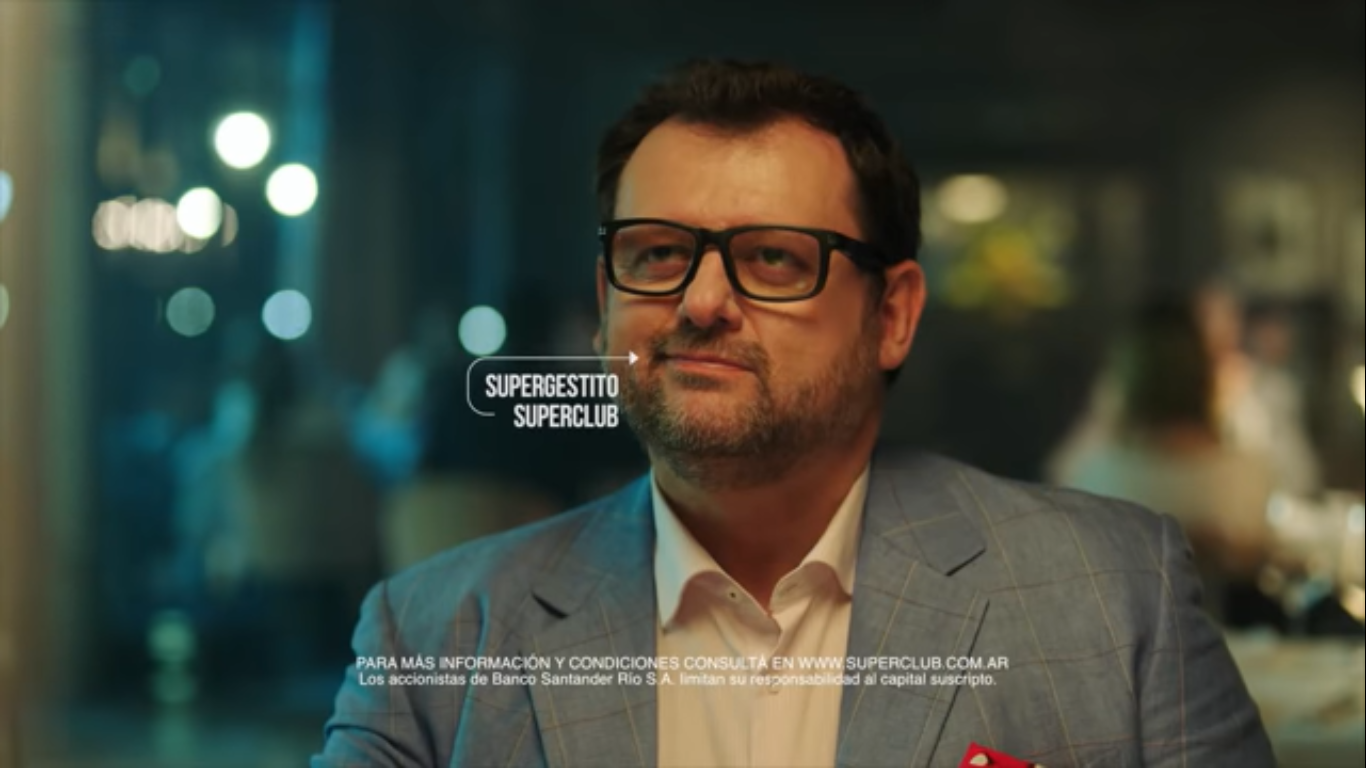 SUPERGESTITO
SUPERCLUB
PARA MÁS INFORMACIÓN Y CONDICIONES CONSULTÁ EN WWW.SUPERCLUB.COM.AR
Los accionistas de Banco Santander Río S.A. limitan su responsabilidad al capital suscripto.